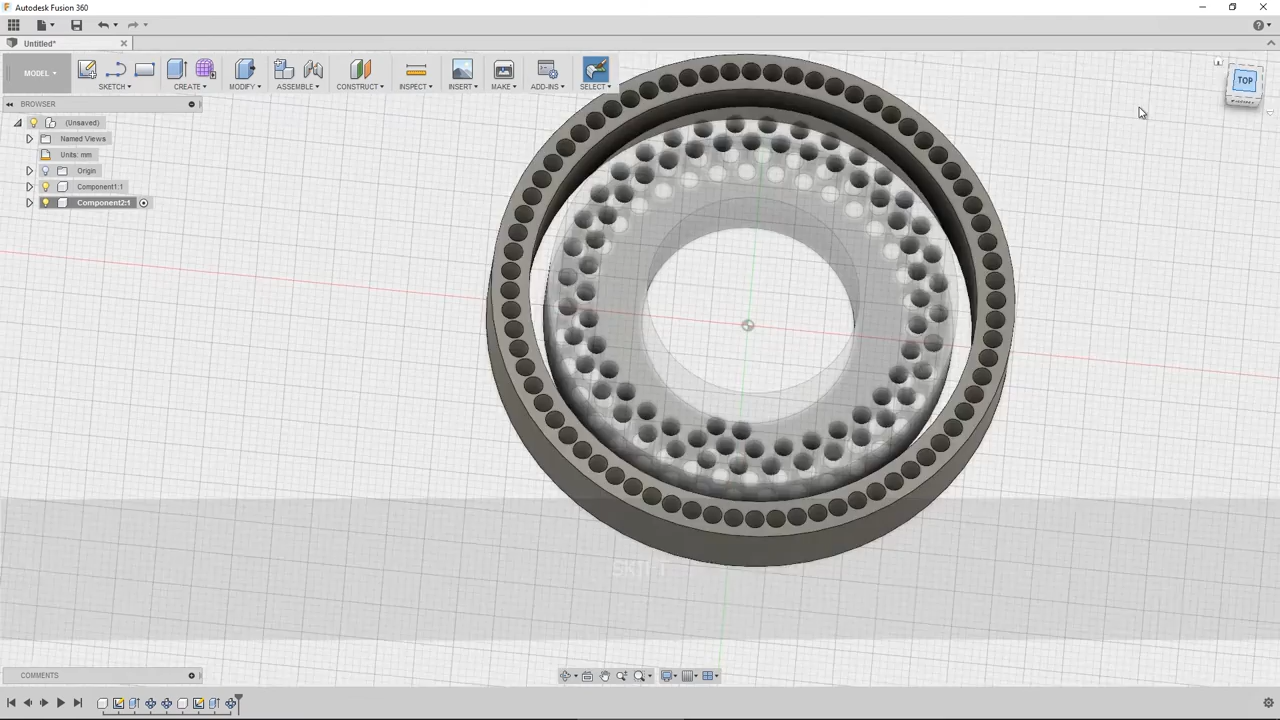 Autodesk Fusion 360
Untitled*
MODEL
SKETCH
CREATE
MODIFY
ASSEMBLE
CONSTRUCT
INSPECT
INSERT
MAKE
ADD-INS
SELECT
TOP
BROWSER
(Unsaved)
Named Views
Units: mm
Origin
Component1:1
Component2:1
COMMENTS